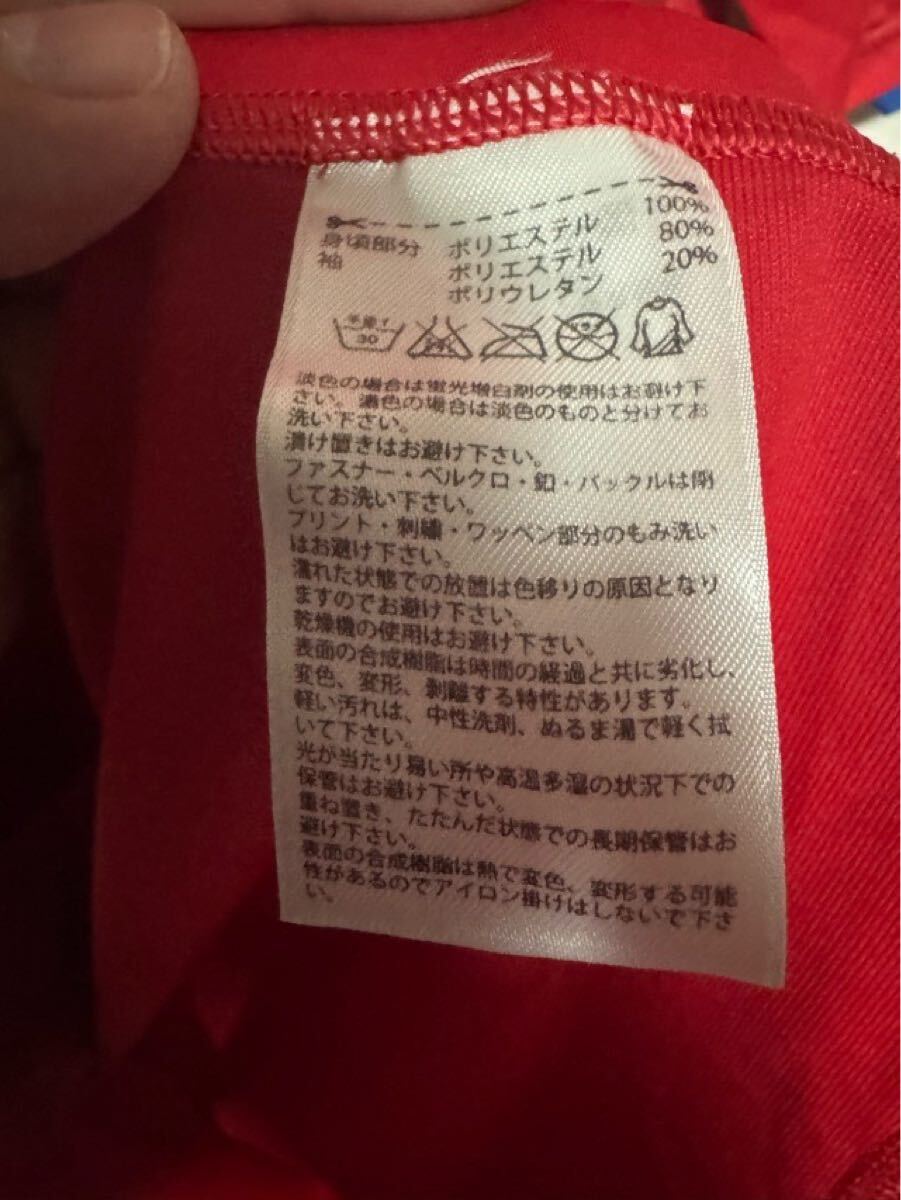 身頃部分 ポリエステル 100%
袖 ポリエステル 80%
ポリウレタン 20%
手洗イ
30
淡色の場合は蛍光増白剤の使用はお避け下
さい。濃色の場合は淡色のものと分けてお
洗い下さい。
漬け置きはお避け下さい。
ファスナー・ベルクロ・釦・バックルは閉
じてお洗い下さい。
プリント・刺繍・ワッペン部分のもみ洗い
はお避け下さい。
濡れた状態での放置は色移りの原因となり
ますのでお避け下さい。
乾燥機の使用はお避け下さい。
表面の合成樹脂は時間の経過と共に劣化し、
変色、変形、剥離する特性があります。
軽い汚れは、中性洗剤、ぬるま湯で軽く拭
いて下さい。
光が当たり易い所や高温多湿の状況下での
保管はお避け下さい。
重ね置き、たたんだ状態での長期保管はお
避け下さい。
表面の合成樹脂は熱で変色、変形する可能
性があるのでアイロン掛けはしないで下さ
い。